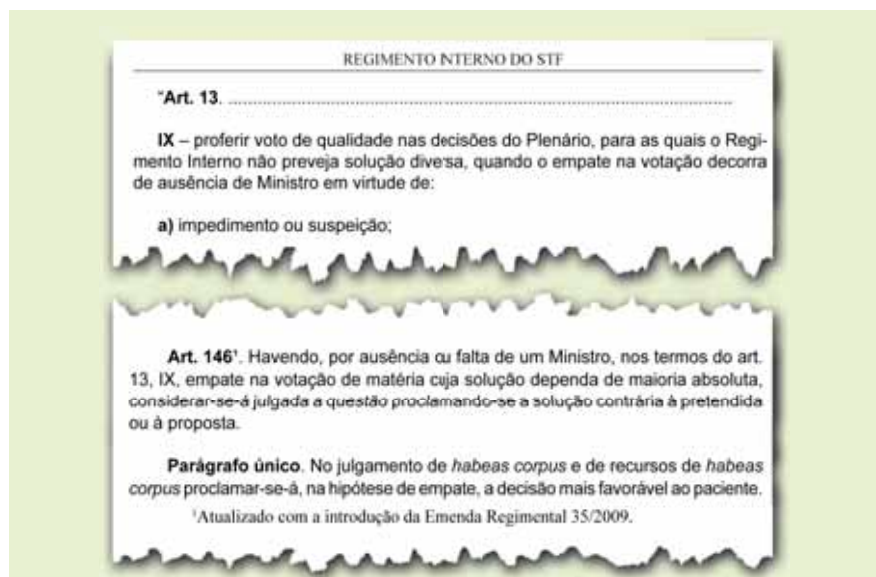 REGIMENTO NTERNO DO STF
"Art. 13. ................................................................................
IX – proferir voto de qualidade nas decisões do Plenário, para as quais o Regi-
mento Interno não preveja solução diversa, quando o empate na votação decorra
de ausência de Ministro em virtude de:
a) impedimento ou suspeição;
Art. 146¹. Havendo, por ausência ou falta de um Ministro, nos termos do art.
13, IX, empate na votação de matéria cuja solução dependa de maioria absoluta,
considerar-se-á julgada a questão proclamando-se a solução contrária à pretendida
ou à proposta.
Parágrafo único. No julgamento de habeas corpus e de recursos de habeas
corpus proclamar-se-á, na hipótese de empate, a decisão mais favorável ao paciente.
¹Atualizado com a introdução da Emenda Regimental 35/2009.